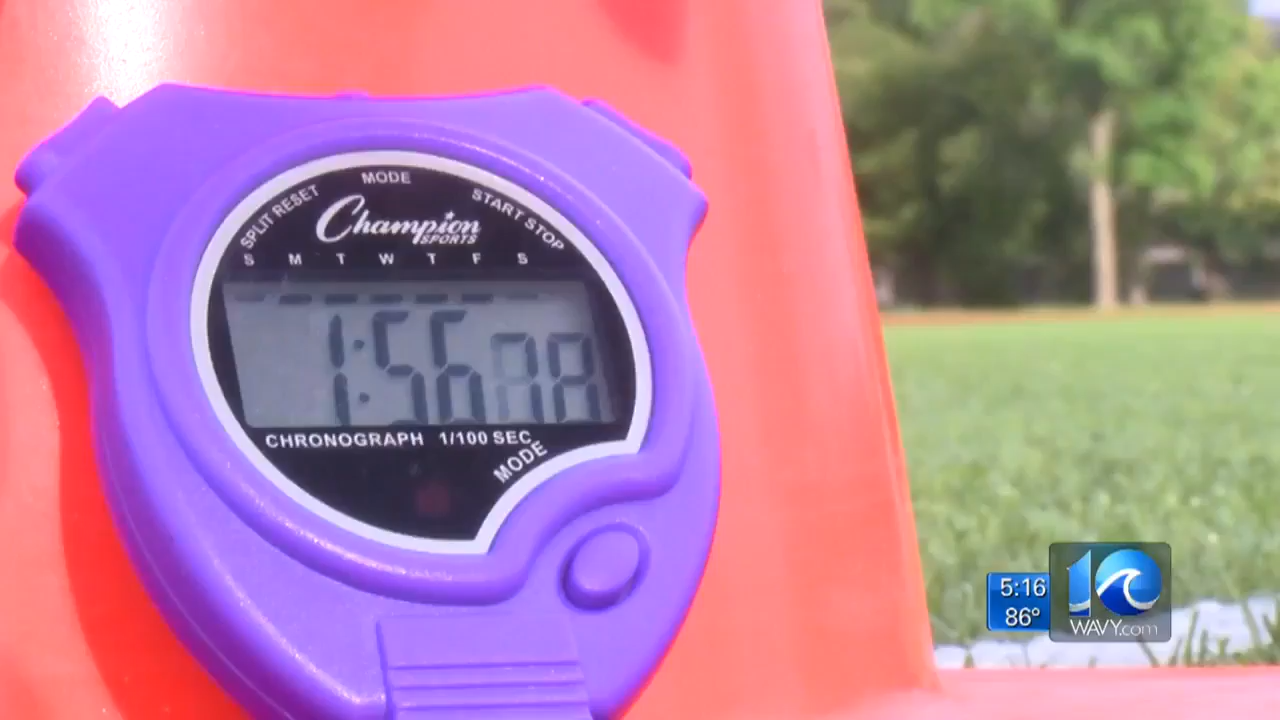 SPLIT RESET
MODE
START STOP
Champion
SPORTS
S M T W T F S
1:56 78
CHRONOGRAPH 1/100 SEC
MODE
5:16
86°
10
WAVY.com